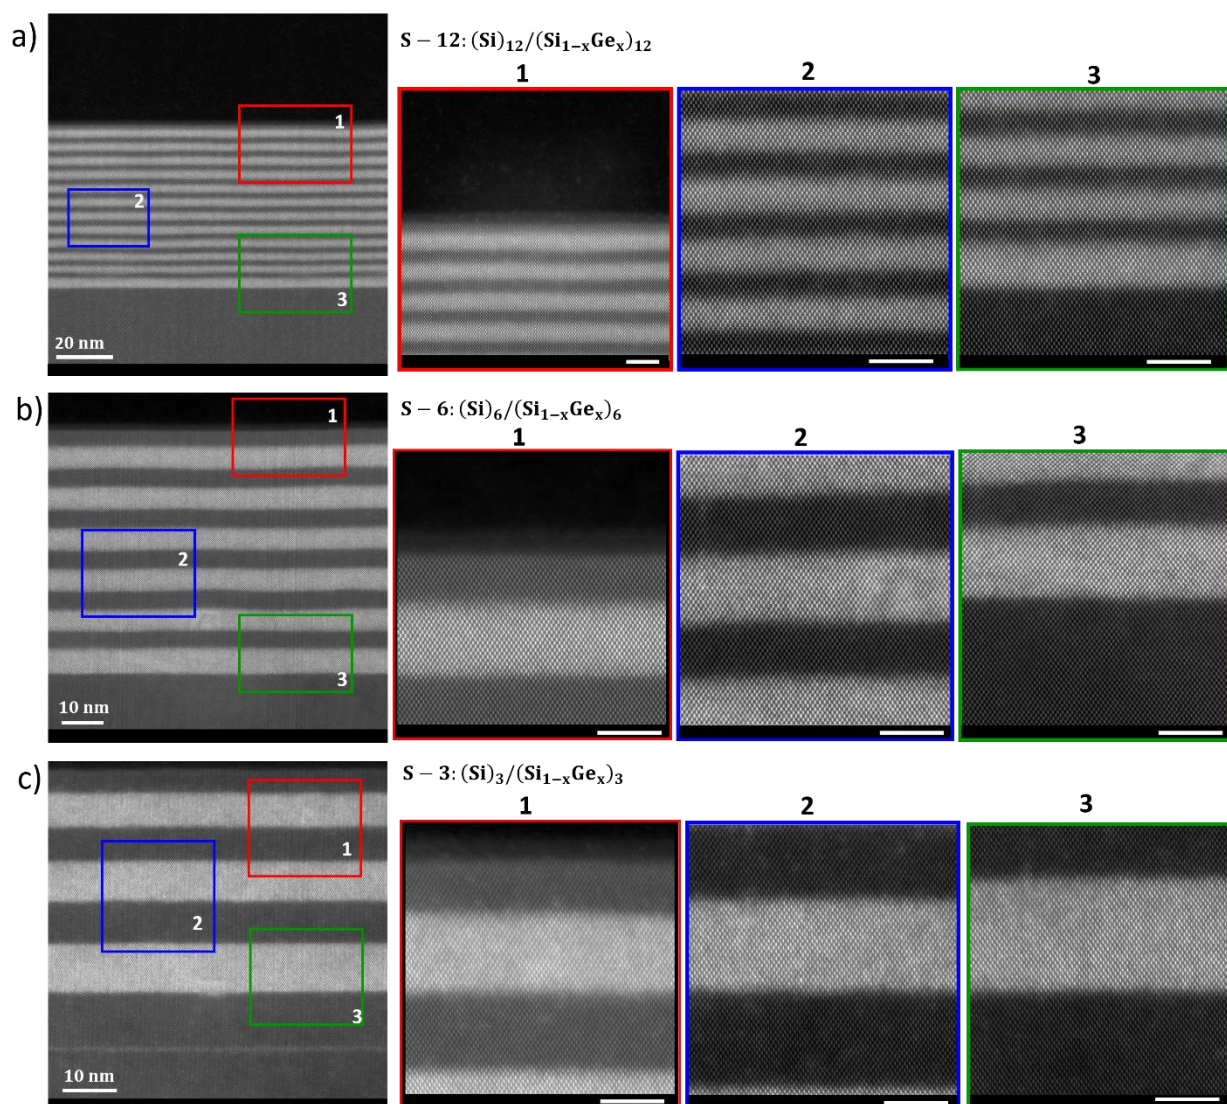 a)
S − 12: (Si)₁₂/(Si₁₋ₓGeₓ)₁₂
1 2 3
1
2
3
20 nm
b)
S − 6: (Si)₆/(Si₁₋ₓGeₓ)₆
1 2 3
1
2
3
10 nm
c)
S − 3: (Si)₃/(Si₁₋ₓGeₓ)₃
1 2 3
1
2
3
10 nm